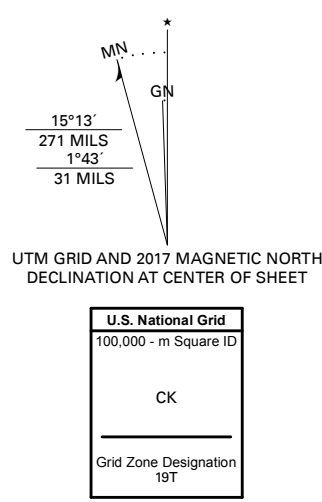 ★
MN
GN
15°13´
271 MILS
1°43´
31 MILS
UTM GRID AND 2017 MAGNETIC NORTH
DECLINATION AT CENTER OF SHEET
U.S. National Grid
100,000 - m Square ID
CK
Grid Zone Designation
19T